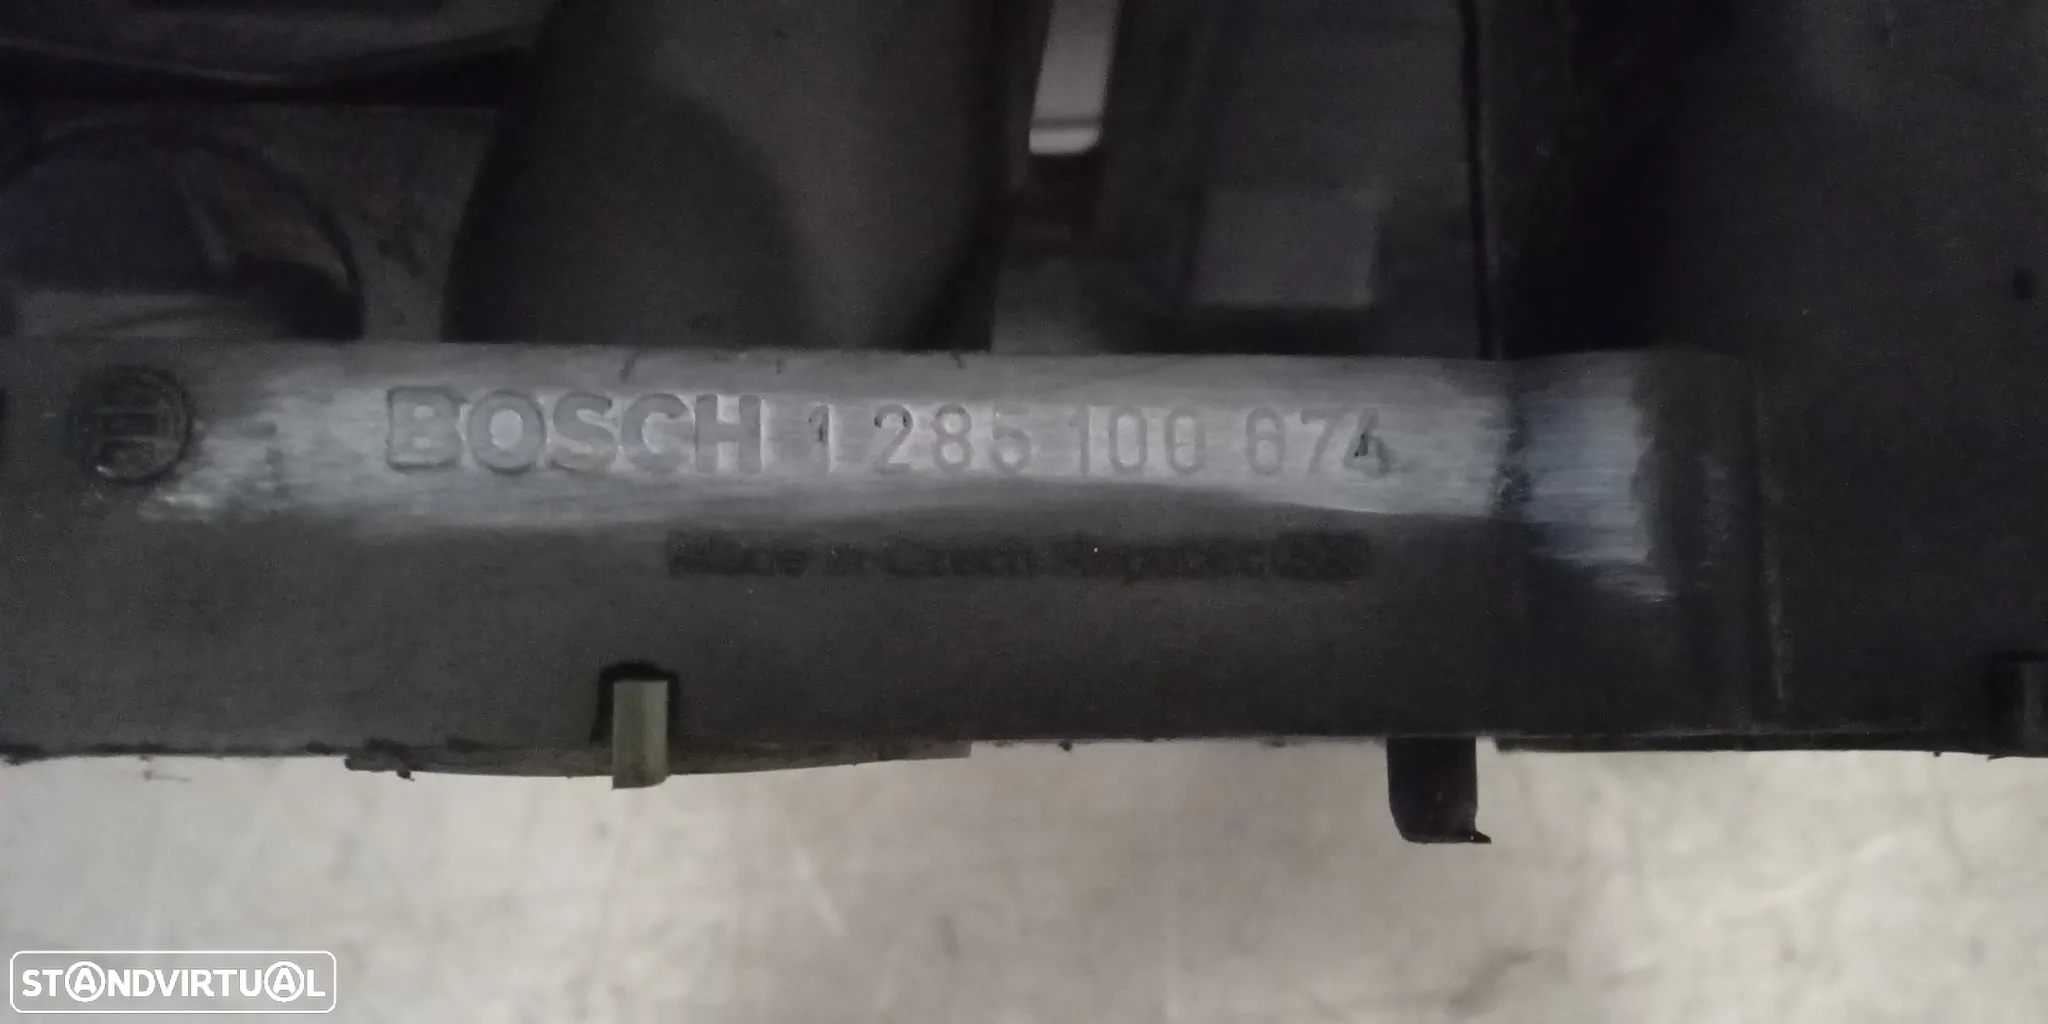 BOSCH 1 285 100 674
Made in Czech Republic
STANDVIRTUAL